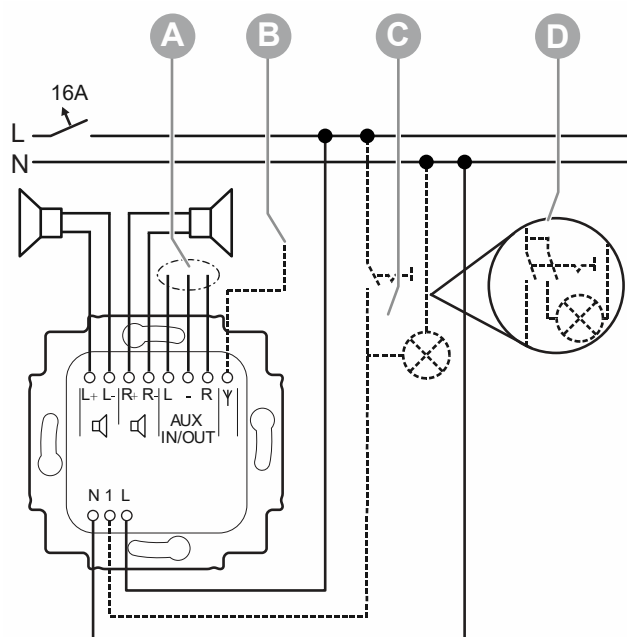 A B C D
16A
L
N
L+ L- R+ R- L - R
AUX
IN/OUT
N 1 L